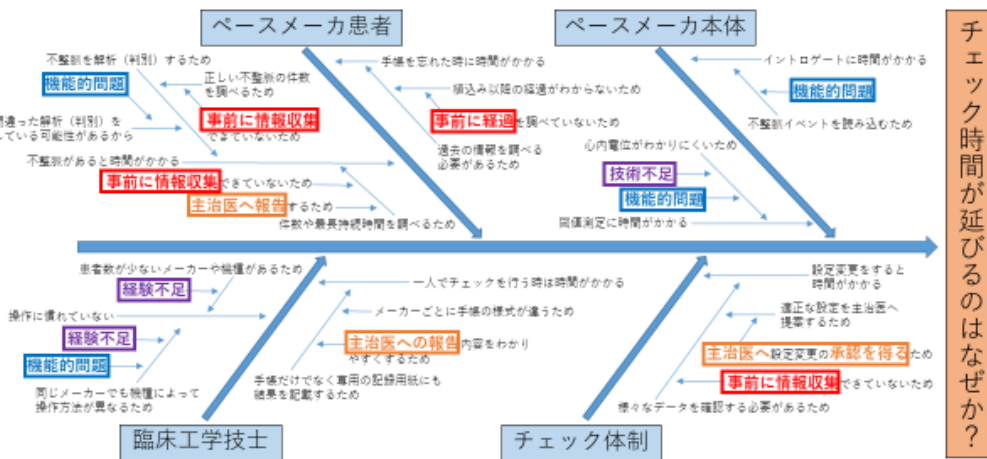 ペースメーカ患者
不整脈を解析（判別）するため
機能的問題
正しい不整脈の件数
を調べるため
事前に情報収集
できていないため
違った解析（判別）を
している可能性があるから
不整脈があると時間がかかる
事前に情報収集できていないため
主治医へ報告するため
件数や最長持続時間を調べるため
手帳を忘れた時に時間がかかる
植込み以降の経過がわからないため
事前に経過を調べていないため
過去の情報を調べる
必要があるため
ペースメーカ本体
イントロゲートに時間がかかる
機能的問題
不整脈イベントを読み込むため
心内電位がわかりにくいため
技術不足
機能的問題
閾値測定に時間がかかる
チェック時間が延びるのはなぜか？
患者数が少ないメーカーや機種があるため
経験不足
操作に慣れていない
経験不足
機能的問題
同じメーカーでも機種によって
操作方法が異なるため
臨床工学技士
一人でチェックを行う時は時間がかかる
メーカーごとに手帳の様式が違うため
主治医への報告内容をわかり
やすくするため
手帳だけでなく専用の記録用紙にも
結果を記載するため
設定変更をすると
時間がかかる
適正な設定を主治医へ
提案するため
主治医へ設定変更の承認を得るため
事前に情報収集できていないため
様々なデータを確認する必要があるため
チェック体制